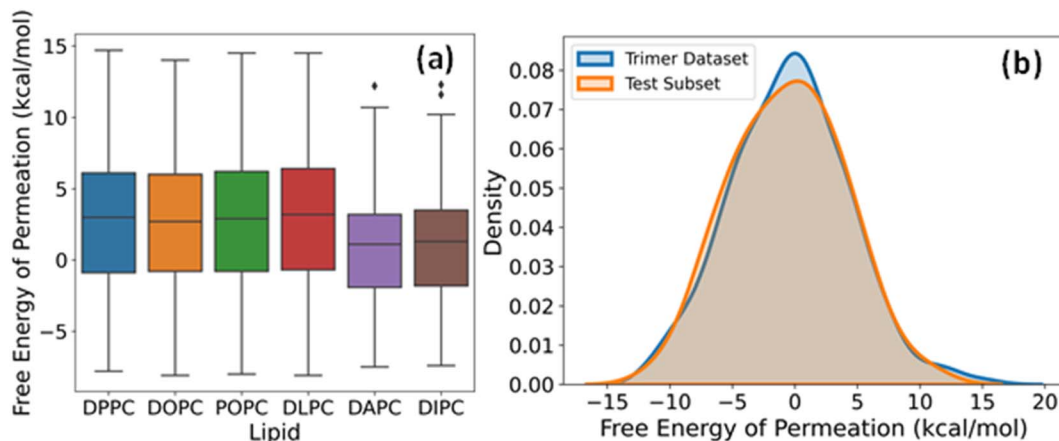 (a)
Free Energy of Permeation (kcal/mol)
15
10
5
0
−5
DPPC DOPC POPC DLPC DAPC DIPC
Lipid
(b)
Trimer Dataset
Test Subset
Density
0.08
0.07
0.06
0.05
0.04
0.03
0.02
0.01
0.00
−15 −10 −5 0 5 10 15 20
Free Energy of Permeation (kcal/mol)